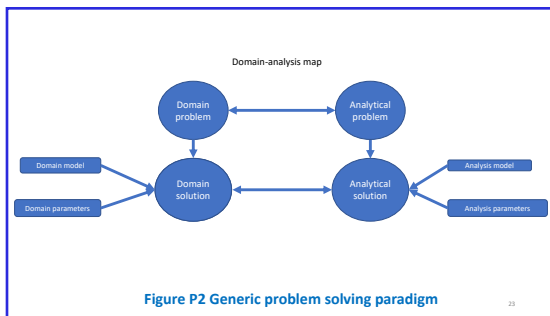 Domain-analysis map
Domain
problem
Analytical
problem
Domain model
Domain
solution
Analytical
solution
Analysis model
Domain parameters
Analysis parameters
Figure P2 Generic problem solving paradigm
23